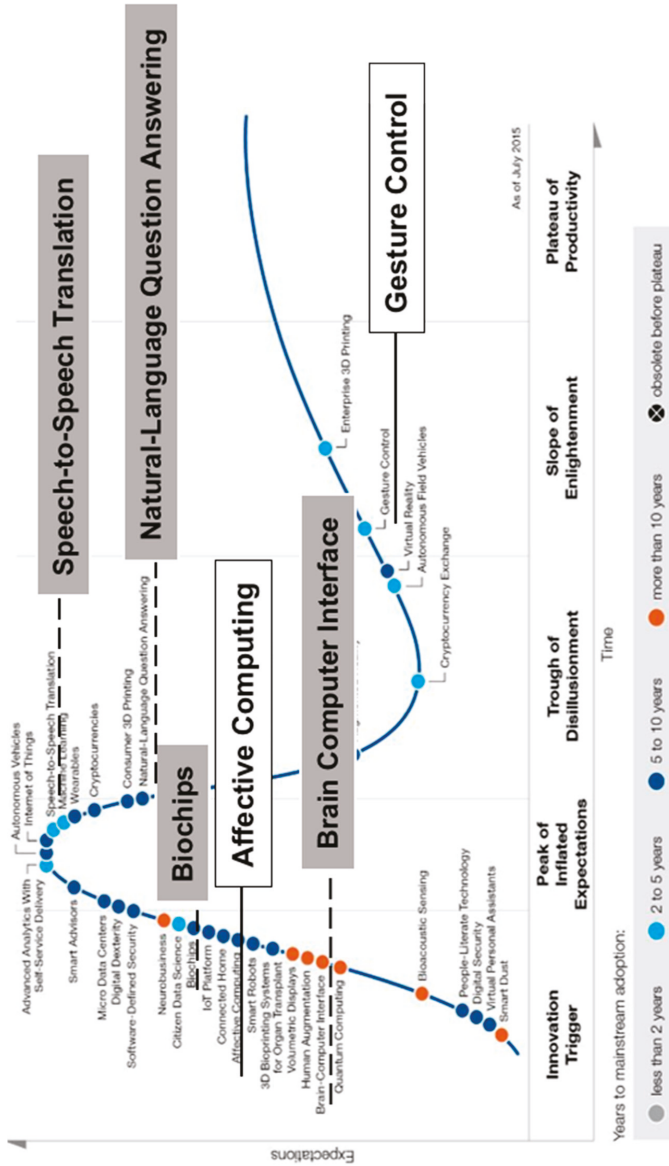 Speech-to-Speech Translation
Natural-Language Question Answering
Biochips
Affective Computing
Brain Computer Interface
Gesture Control
Expectations
Advanced Analytics With
Self-Service Delivery
Autonomous Vehicles
Internet of Things
Speech-to-Speech Translation
Machine Learning
Wearables
Cryptocurrencies
Consumer 3D Printing
Natural-Language Question Answering
Smart Advisors
Micro Data Centers
Digital Dexterity
Software-Defined Security
Neurobusiness
Citizen Data Science
Biochips
IoT Platform
Connected Home
Affective Computing
Smart Robots
3D Bioprinting Systems
for Organ Transplant
Volumetric Displays
Human Augmentation
Brain-Computer Interface
Quantum Computing
Bioacoustic Sensing
People-Literate Technology
Digital Security
Virtual Personal Assistants
Smart Dust
Cryptocurrency Exchange
Autonomous Field Vehicles
Virtual Reality
Gesture Control
Enterprise 3D Printing
As of July 2015
Innovation
Trigger
Peak of
Inflated
Expectations
Trough of
Disillusionment
Slope of
Enlightenment
Plateau of
Productivity
Time
Years to mainstream adoption:
less than 2 years
2 to 5 years
5 to 10 years
more than 10 years
obsolete before plateau